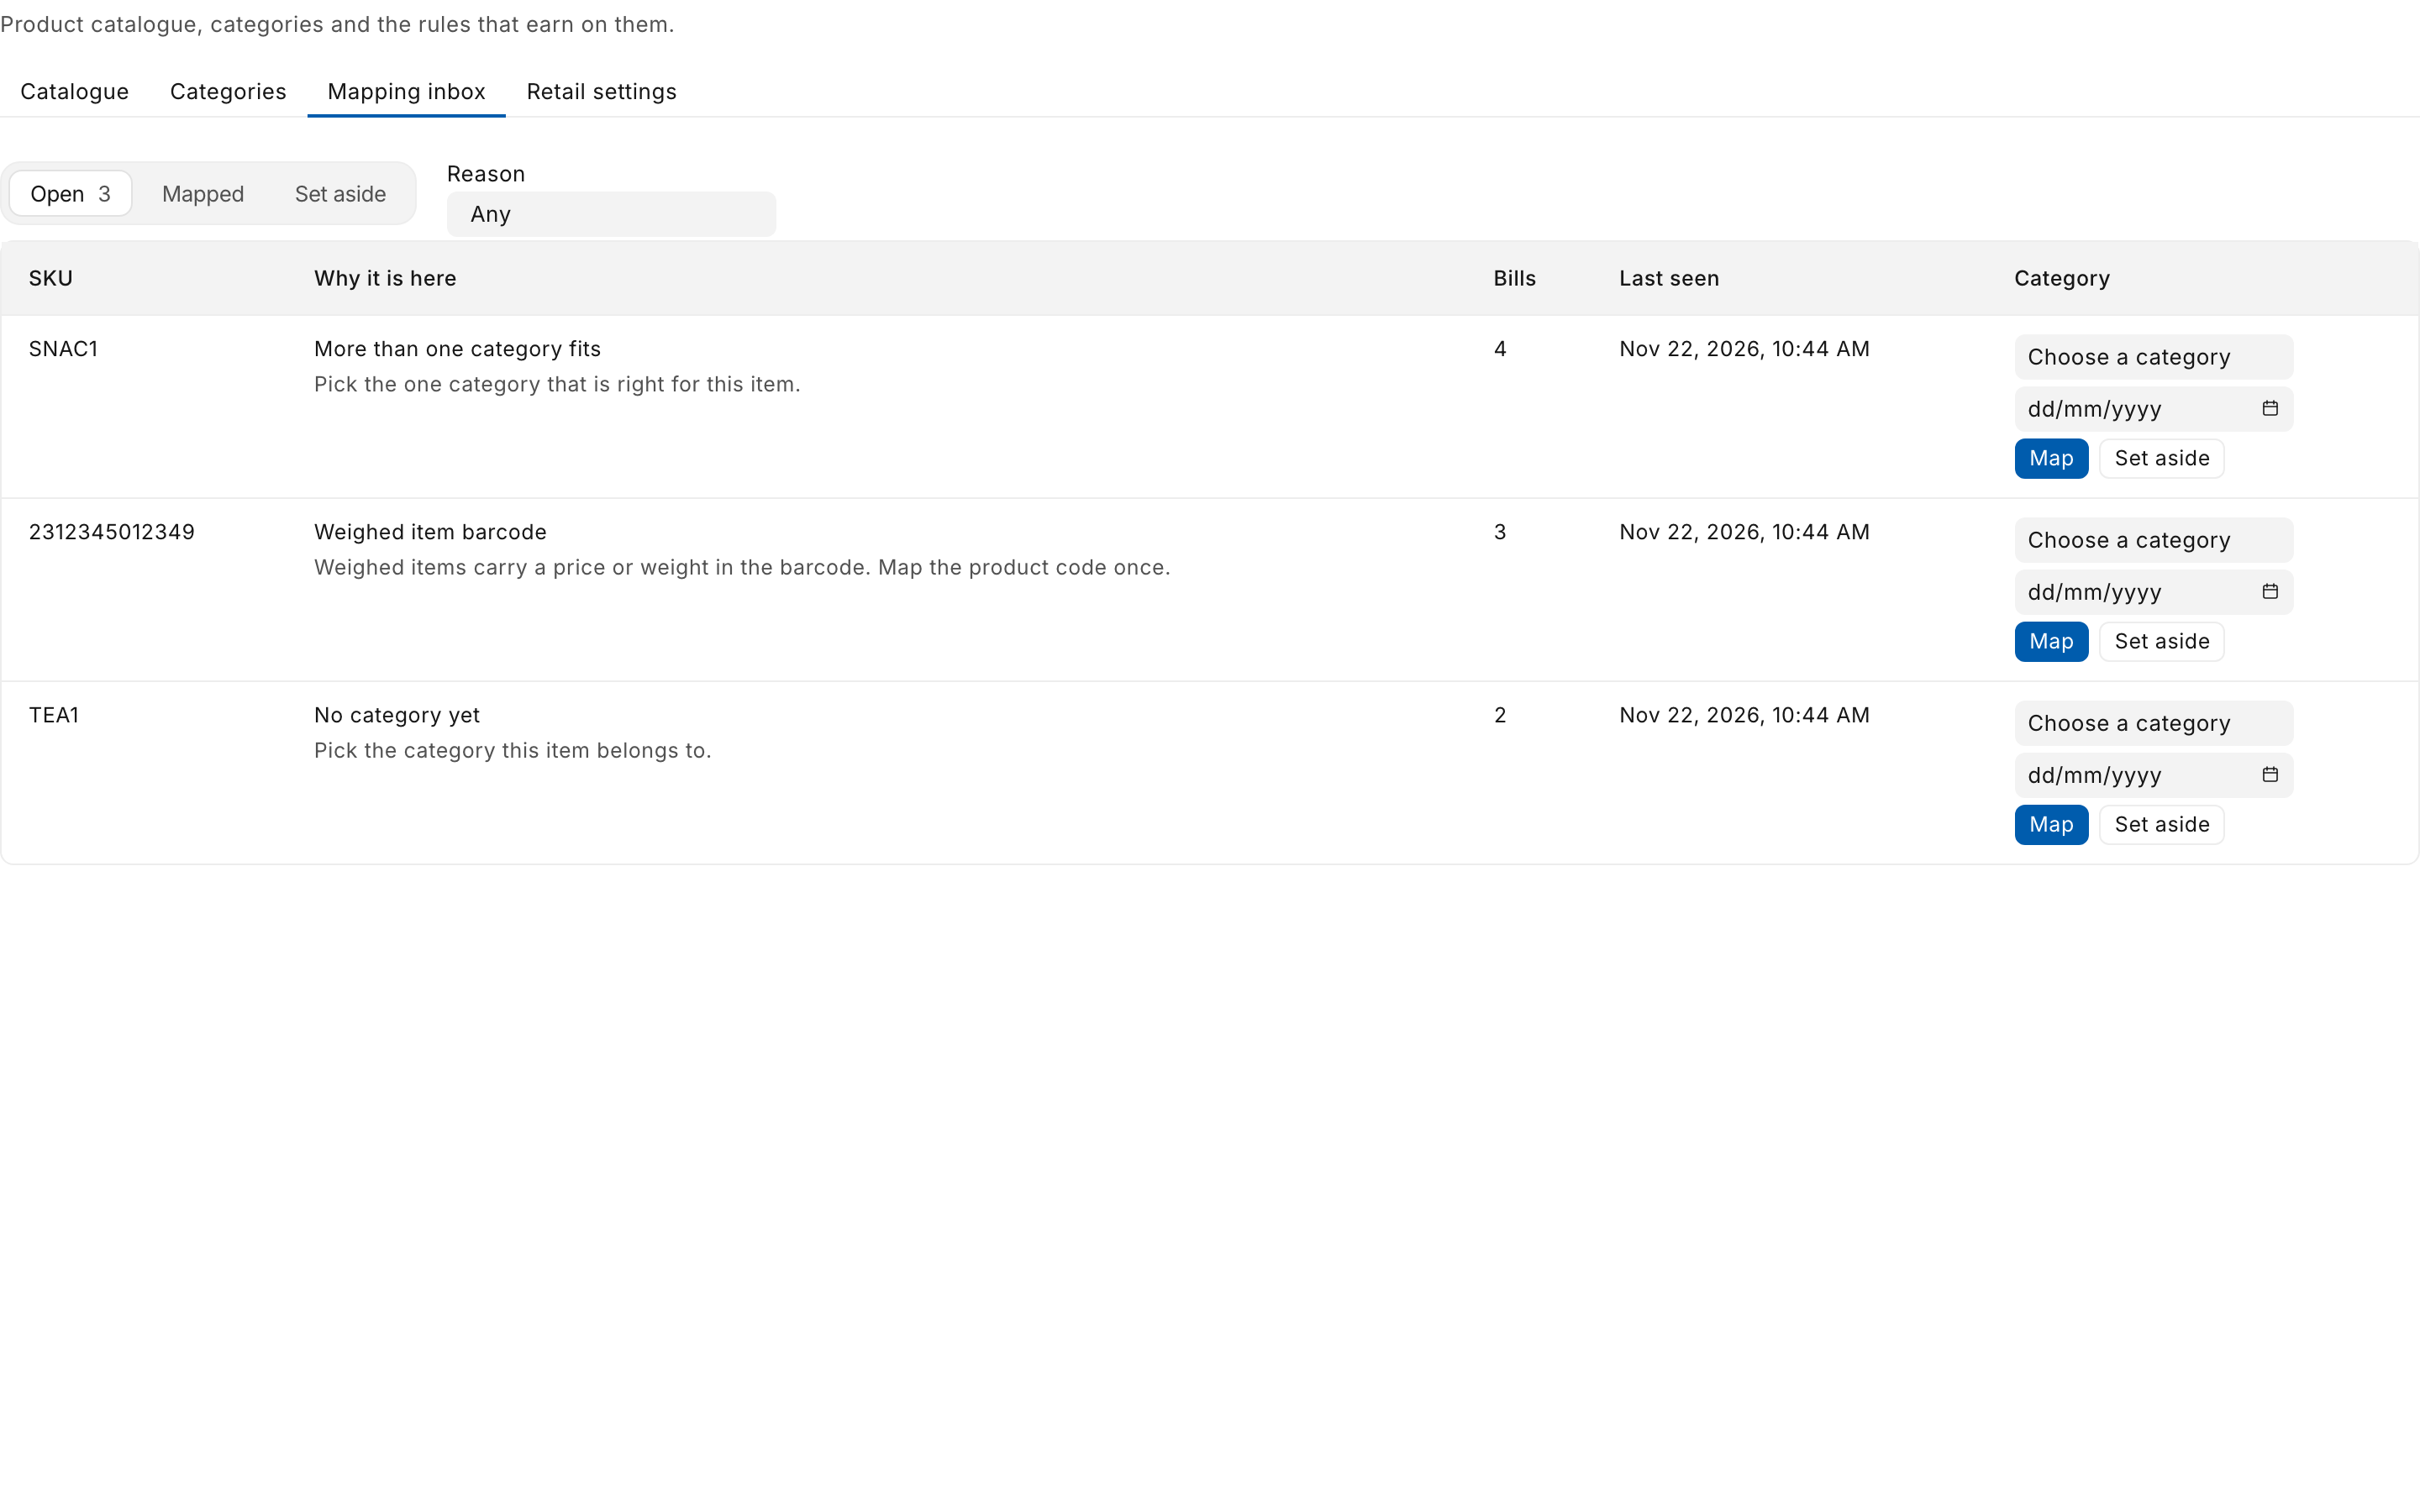 Product catalogue, categories and the rules that earn on them.
Catalogue Categories Mapping inbox Retail settings
Open 3 Mapped Set aside
Reason
Any
SKU Why it is here Bills Last seen Category
SNAC1 More than one category fits 4 Nov 22, 2026, 10:44 AM Choose a category
Pick the one category that is right for this item.
dd/mm/yyyy
Map Set aside
2312345012349 Weighed item barcode 3 Nov 22, 2026, 10:44 AM Choose a category
Weighed items carry a price or weight in the barcode. Map the product code once.
dd/mm/yyyy
Map Set aside
TEA1 No category yet 2 Nov 22, 2026, 10:44 AM Choose a category
Pick the category this item belongs to.
dd/mm/yyyy
Map Set aside